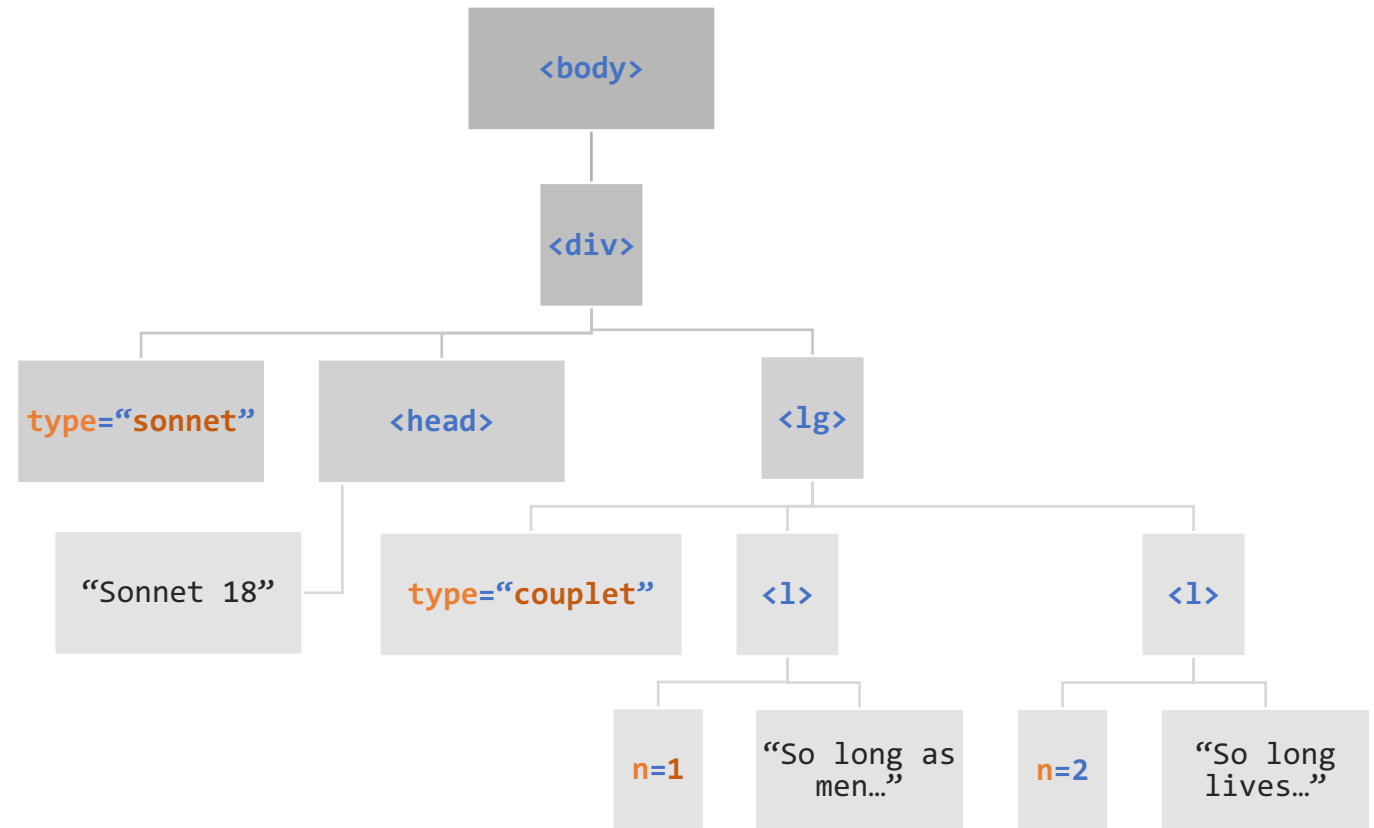 <body>
<div>
type=“sonnet”
<head>
<lg>
“Sonnet 18”
type=“couplet”
<l>
<l>
n=1
“So long as
men…”
n=2
“So long
lives…”